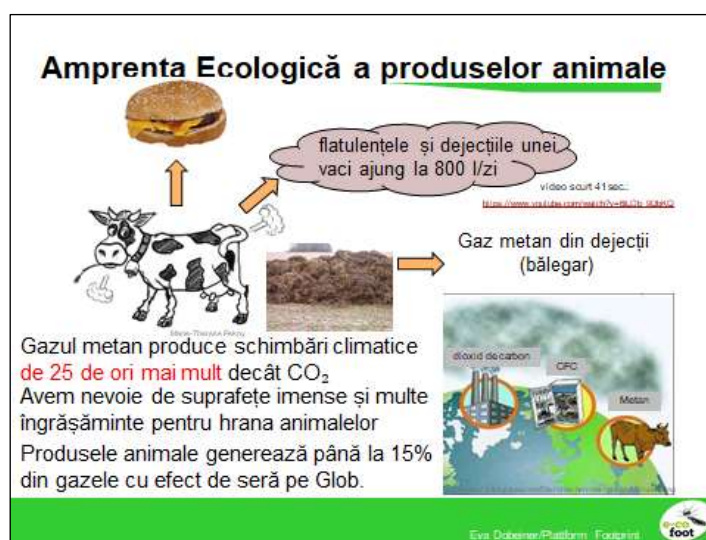 Amprenta Ecologică a produselor animale
flatulențele și dejecțiile unei
vaci ajung la 800 l/zi
video scurt 41sec..
Gaz metan din dejecții
(bălegar)
Gazul metan produce schimbări climatice
de 25 de ori mai mult decât CO₂
Avem nevoie de suprafețe imense și multe
îngrășăminte pentru hrana animalelor
Produsele animale generează până la 15%
din gazele cu efect de seră pe Glob.
dioxid de carbon
CFC
Metan
Eva Dobeiner/Plattform Footprint
e-co
foot